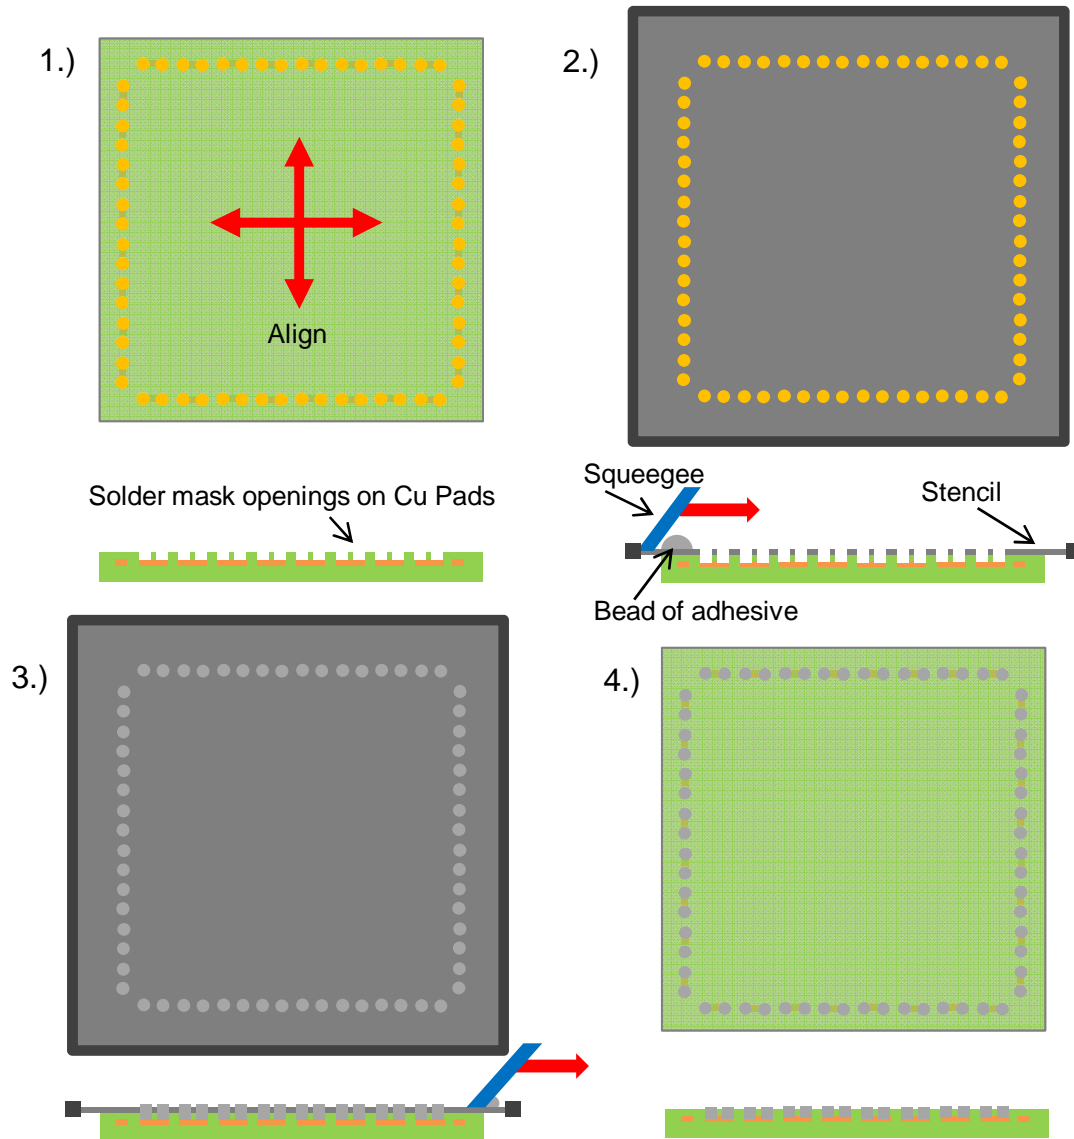 1.)
2.)
Align
Solder mask openings on Cu Pads
Squeegee
Stencil
Bead of adhesive
3.)
4.)